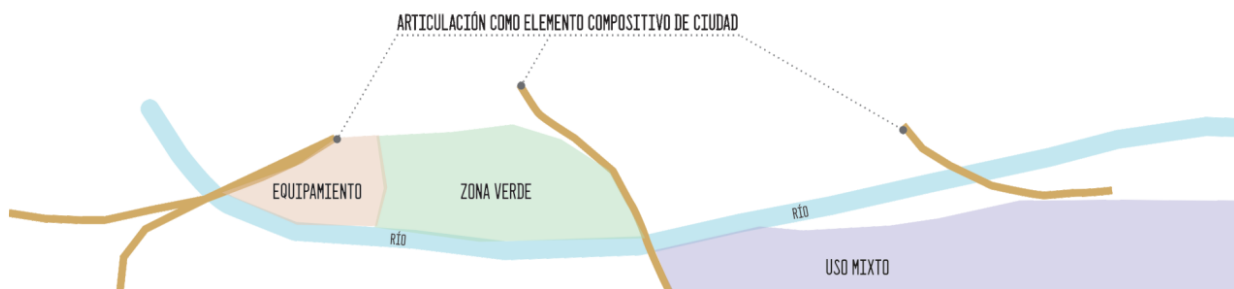 ARTICULACIÓN COMO ELEMENTO COMPOSITIVO DE CIUDAD
EQUIPAMIENTO
ZONA VERDE
RÍO
RÍO
USO MIXTO